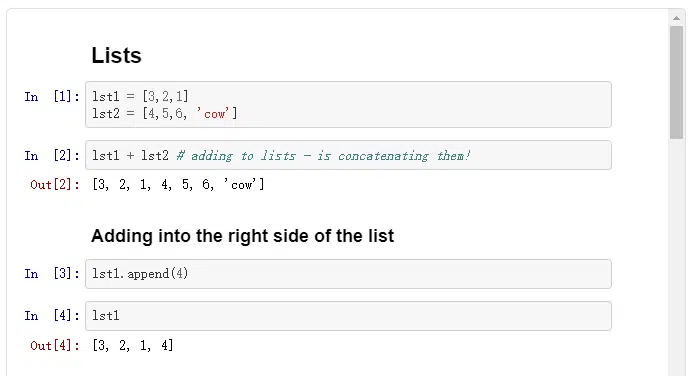 Lists
In [1]: lst1 = [3,2,1]
lst2 = [4,5,6, 'cow']
In [2]: lst1 + lst2 # adding to lists - is concatenating them!
Out[2]: [3, 2, 1, 4, 5, 6, 'cow']
Adding into the right side of the list
In [3]: lst1.append(4)
In [4]: lst1
Out[4]: [3, 2, 1, 4]